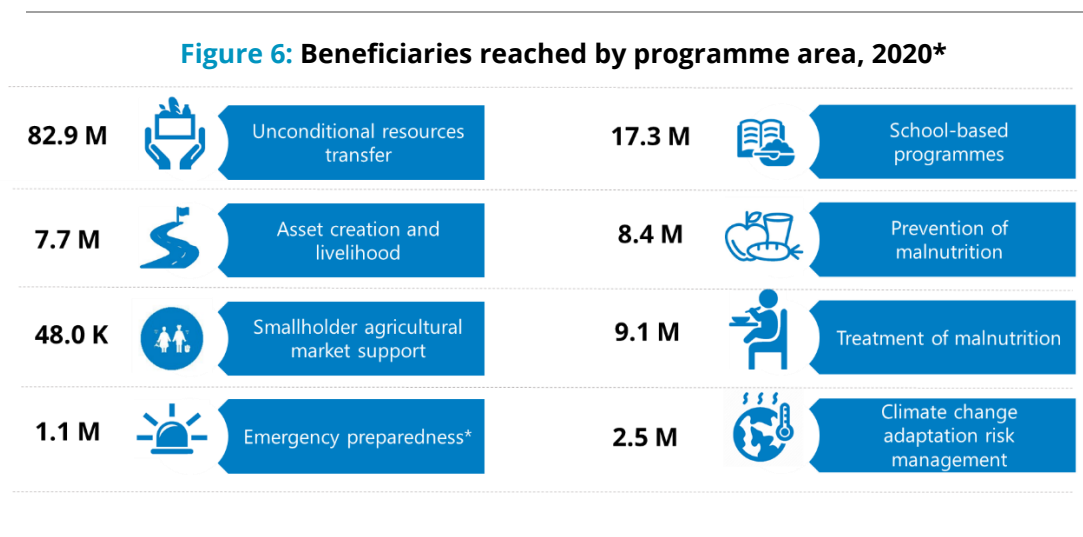 Figure 6: Beneficiaries reached by programme area, 2020*
82.9 M
Unconditional resources
transfer
17.3 M
School-based
programmes
7.7 M
Asset creation and
livelihood
8.4 M
Prevention of
malnutrition
48.0 K
Smallholder agricultural
market support
9.1 M
Treatment of malnutrition
1.1 M
Emergency preparedness*
2.5 M
Climate change
adaptation risk
management